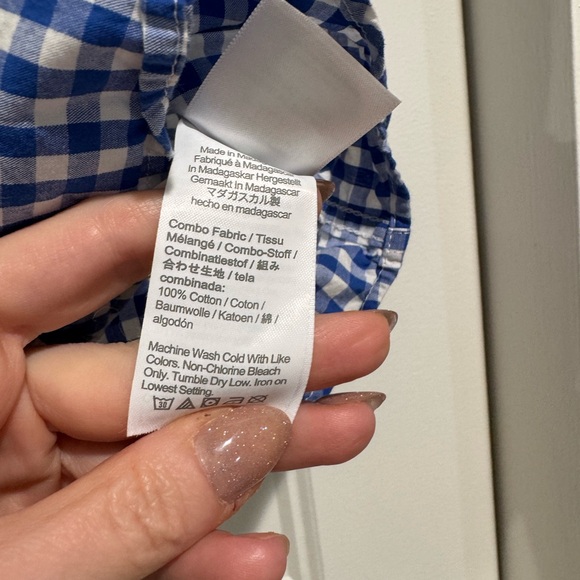 Made in
Fabriqué à Madagascar
In Madagaskar Hergestellt
Gemaakt In Madagascar
マダガスカル製
hecho en madagascar
Combo Fabric / Tissu
Mélangé / Combo-Stoff /
Combinatiestof / 組み
合わせ生地 / tela
combinada:
100% Cotton / Coton /
Baumwolle / Katoen / 綿 /
algodón
Machine Wash Cold With Like
Colors. Non-Chlorine Bleach
Only. Tumble Dry Low. Iron on
Lowest Setting.
30